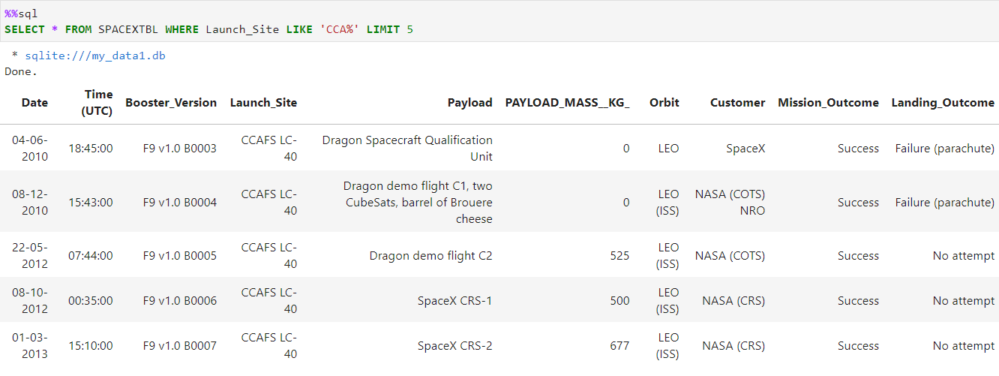 %%sql
SELECT * FROM SPACEXTBL WHERE Launch_Site LIKE 'CCA%' LIMIT 5
* sqlite:///my_data1.db
Done.
Date Time (UTC) Booster_Version Launch_Site Payload PAYLOAD_MASS__KG_ Orbit Customer Mission_Outcome Landing_Outcome
04-06-2010 18:45:00 F9 v1.0 B0003 CCAFS LC-40 Dragon Spacecraft Qualification Unit 0 LEO SpaceX Success Failure (parachute)
08-12-2010 15:43:00 F9 v1.0 B0004 CCAFS LC-40 Dragon demo flight C1, two CubeSats, barrel of Brouere cheese 0 LEO (ISS) NASA (COTS) NRO Success Failure (parachute)
22-05-2012 07:44:00 F9 v1.0 B0005 CCAFS LC-40 Dragon demo flight C2 525 LEO (ISS) NASA (COTS) Success No attempt
08-10-2012 00:35:00 F9 v1.0 B0006 CCAFS LC-40 SpaceX CRS-1 500 LEO (ISS) NASA (CRS) Success No attempt
01-03-2013 15:10:00 F9 v1.0 B0007 CCAFS LC-40 SpaceX CRS-2 677 LEO (ISS) NASA (CRS) Success No attempt